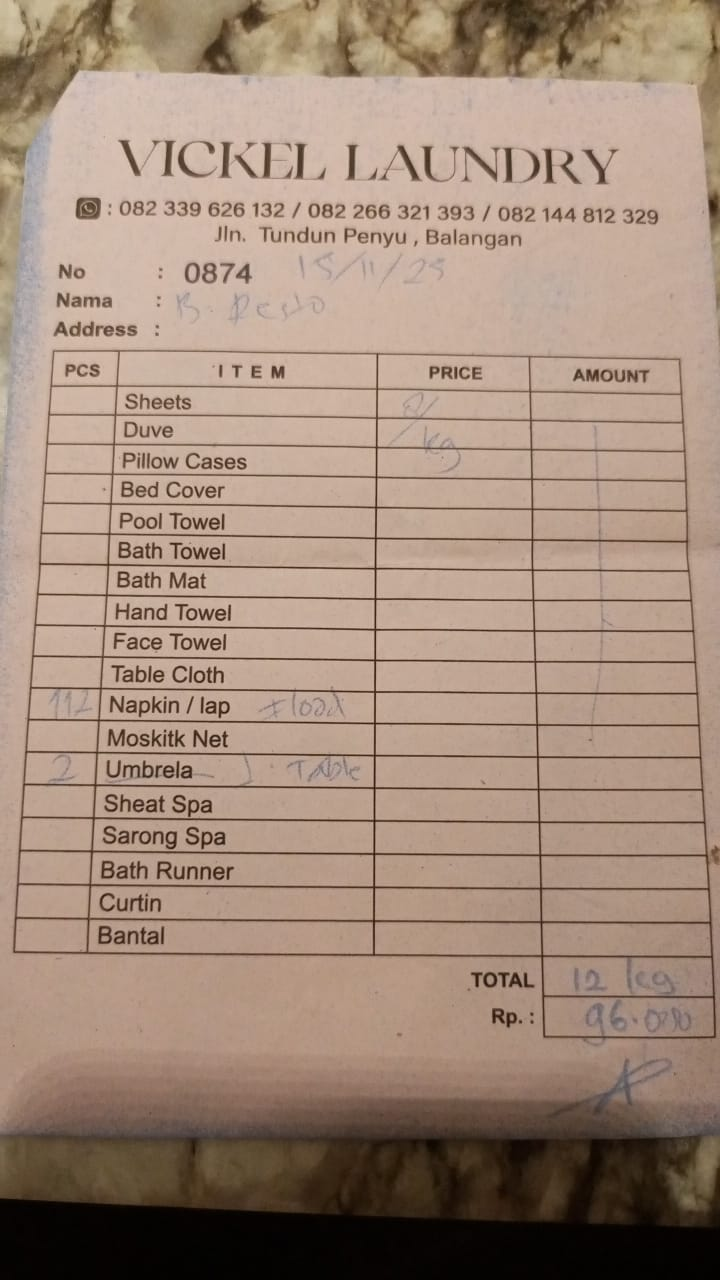 VICKEL LAUNDRY
: 082 339 626 132 / 082 266 321 393 / 082 144 812 329
Jln. Tundun Penyu , Balangan
No : 0874 15/11/25
Nama : B. Resto
Address :
PCS ITEM PRICE AMOUNT
Sheets 8/
Duve kg
Pillow Cases
Bed Cover
Pool Towel
Bath Towel
Bath Mat
Hand Towel
Face Towel
Table Cloth
112 Napkin / lap
Moskitk Net
2 Umbrela Table
Sheat Spa
Sarong Spa
Bath Runner
Curtin
Bantal
TOTAL 12 kg
Rp. : 96.000